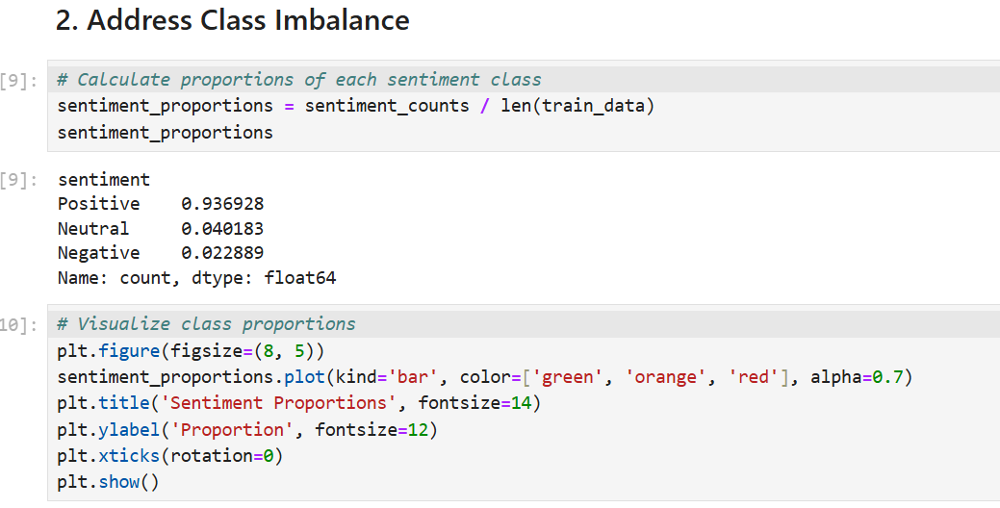 2. Address Class Imbalance
[9]: # Calculate proportions of each sentiment class
sentiment_proportions = sentiment_counts / len(train_data)
sentiment_proportions
[9]: sentiment
Positive    0.936928
Neutral     0.040183
Negative    0.022889
Name: count, dtype: float64
10]: # Visualize class proportions
plt.figure(figsize=(8, 5))
sentiment_proportions.plot(kind='bar', color=['green', 'orange', 'red'], alpha=0.7)
plt.title('Sentiment Proportions', fontsize=14)
plt.ylabel('Proportion', fontsize=12)
plt.xticks(rotation=0)
plt.show()